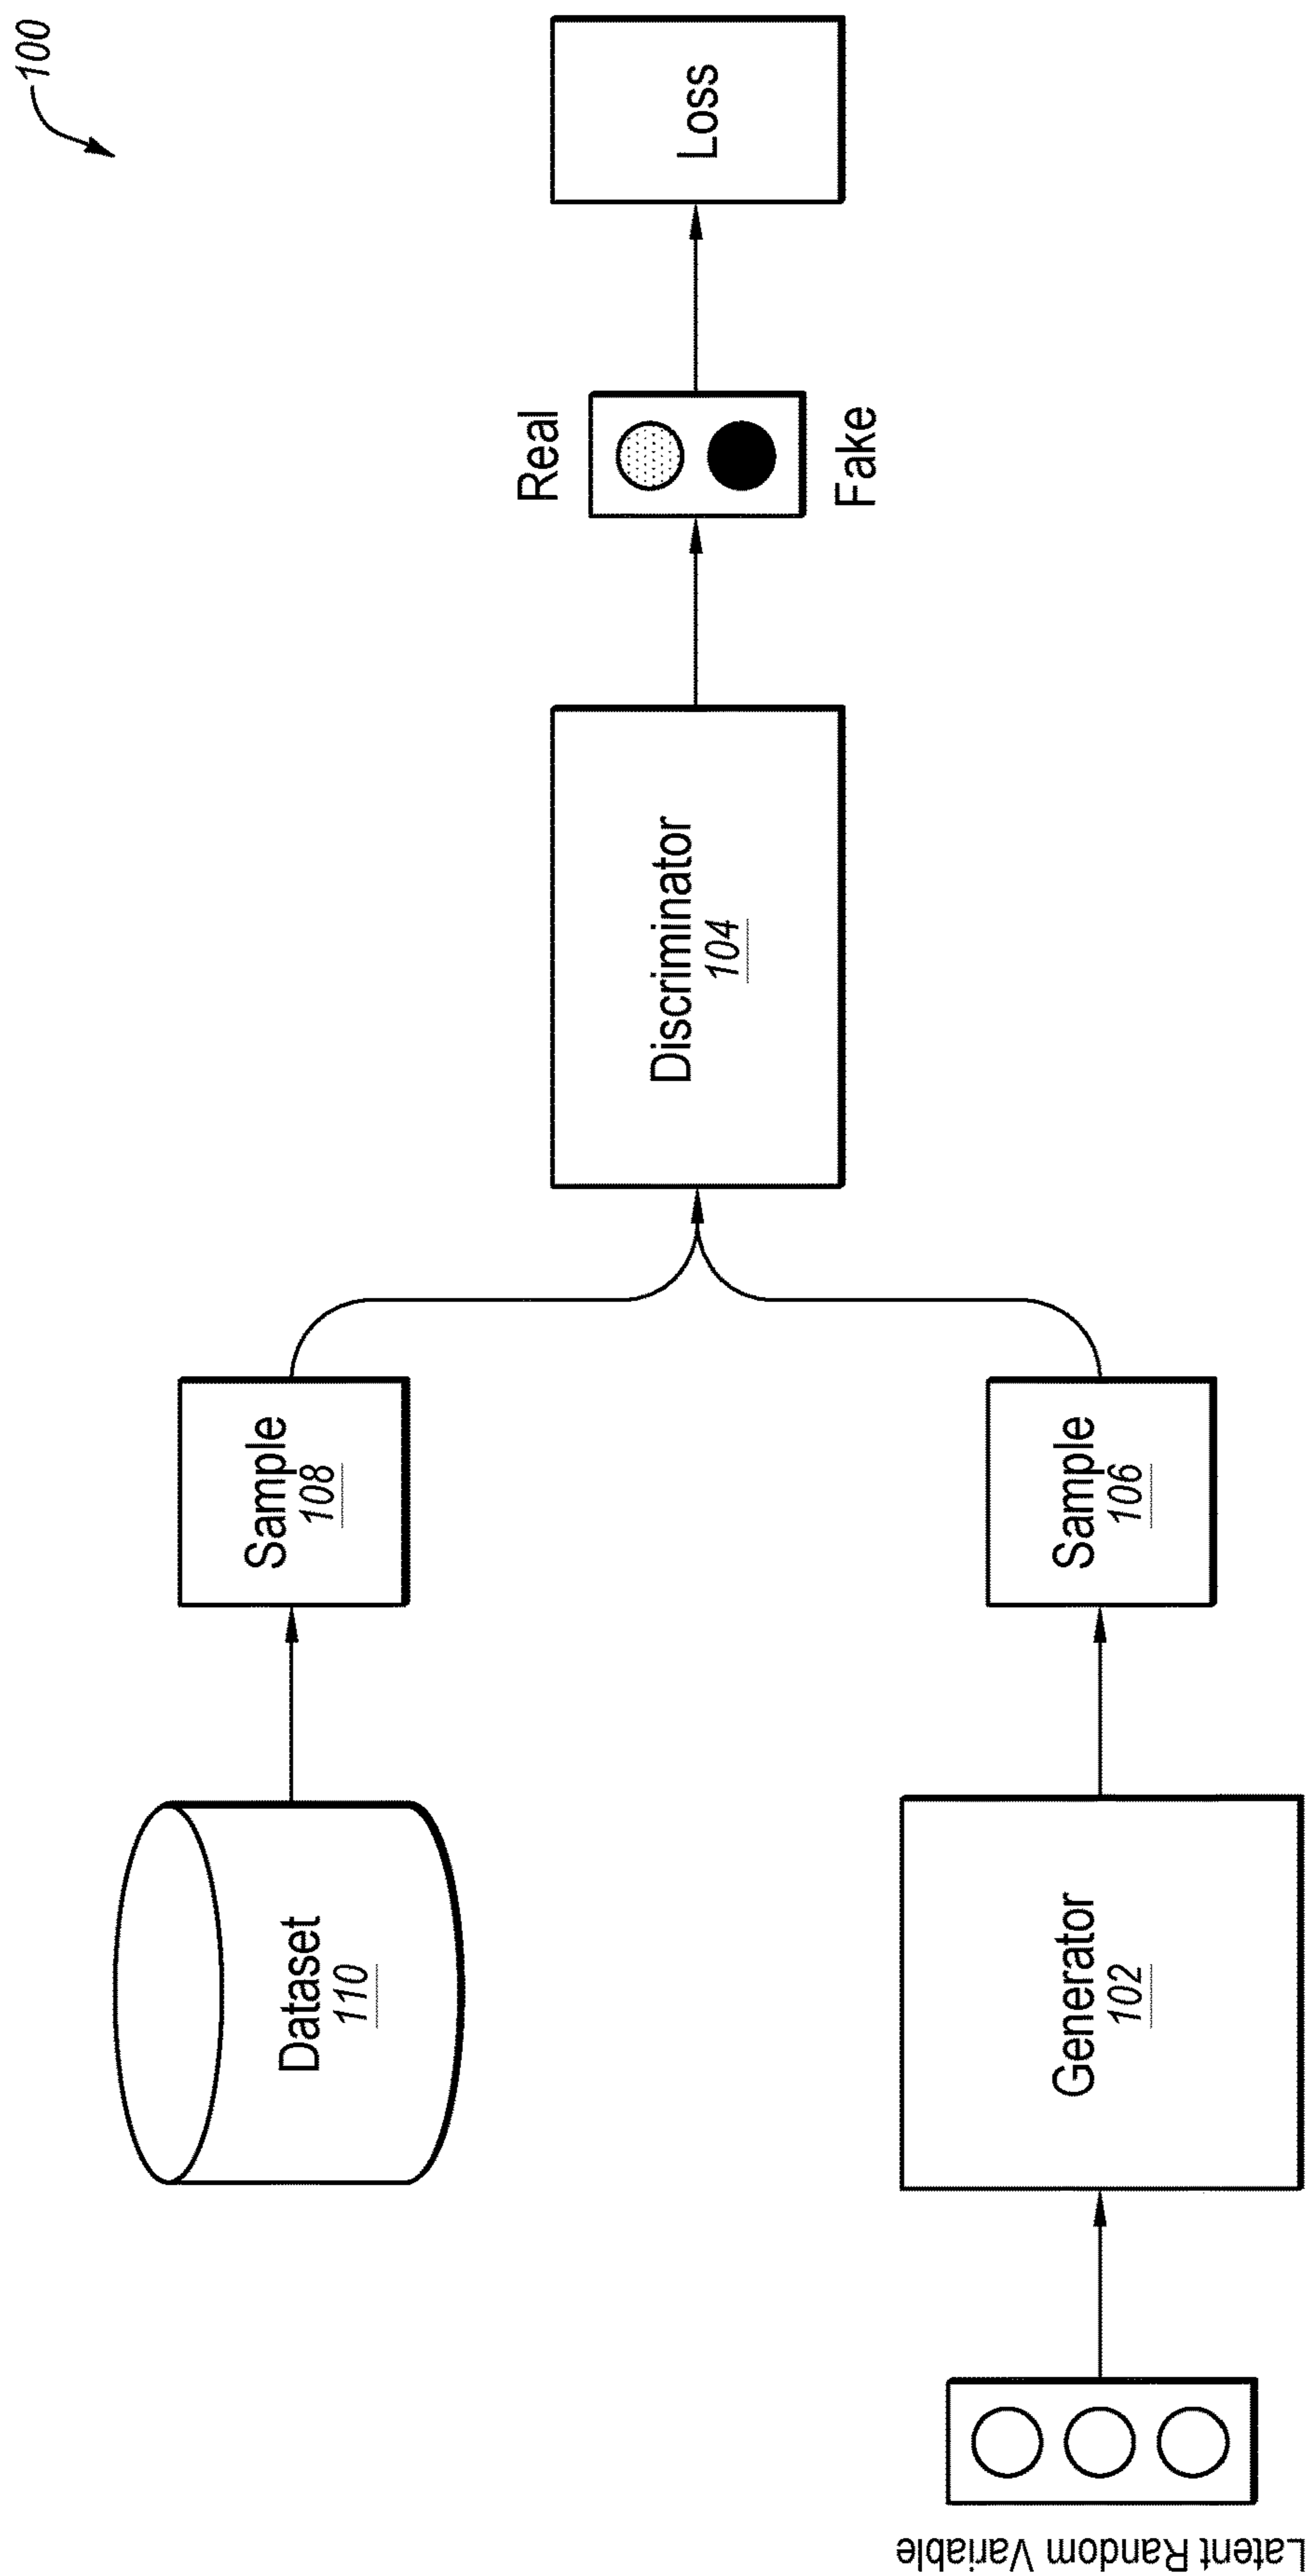 100
Dataset
110
Sample
108
Latent Random Variable
Generator
102
Sample
106
Discriminator
104
Real
Fake
Loss